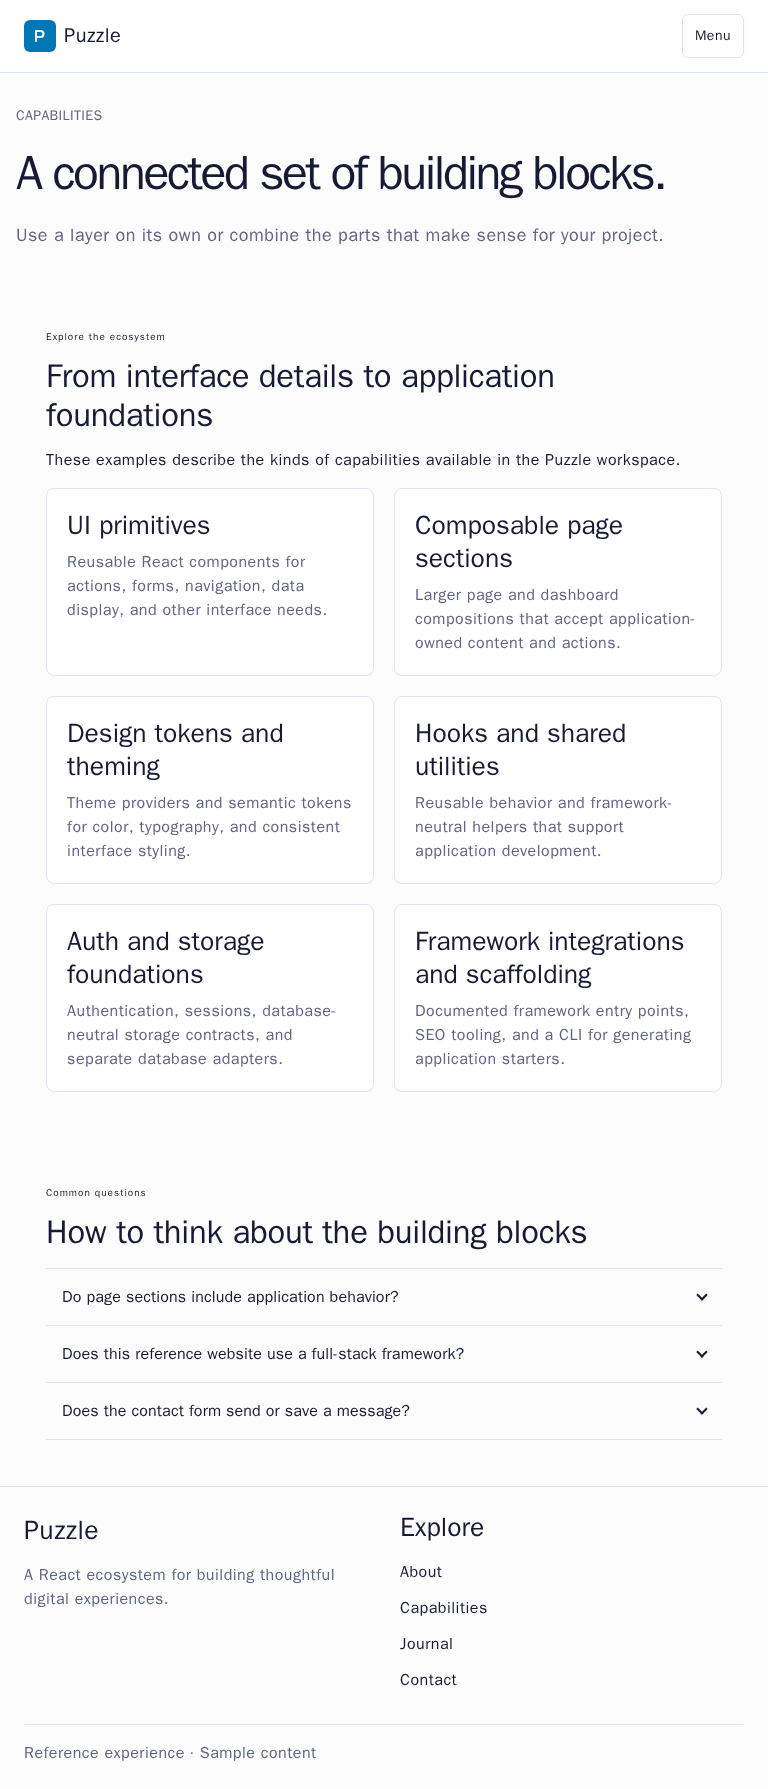 P Puzzle
Menu
CAPABILITIES
A connected set of building blocks.
Use a layer on its own or combine the parts that make sense for your project.
Explore the ecosystem
From interface details to application
foundations
These examples describe the kinds of capabilities available in the Puzzle workspace.
UI primitives
Reusable React components for
actions, forms, navigation, data
display, and other interface needs.
Composable page
sections
Larger page and dashboard
compositions that accept application-
owned content and actions.
Design tokens and
theming
Theme providers and semantic tokens
for color, typography, and consistent
interface styling.
Hooks and shared
utilities
Reusable behavior and framework-
neutral helpers that support
application development.
Auth and storage
foundations
Authentication, sessions, database-
neutral storage contracts, and
separate database adapters.
Framework integrations
and scaffolding
Documented framework entry points,
SEO tooling, and a CLI for generating
application starters.
Common questions
How to think about the building blocks
Do page sections include application behavior?
Does this reference website use a full-stack framework?
Does the contact form send or save a message?
Puzzle
A React ecosystem for building thoughtful
digital experiences.
Explore
About
Capabilities
Journal
Contact
Reference experience · Sample content